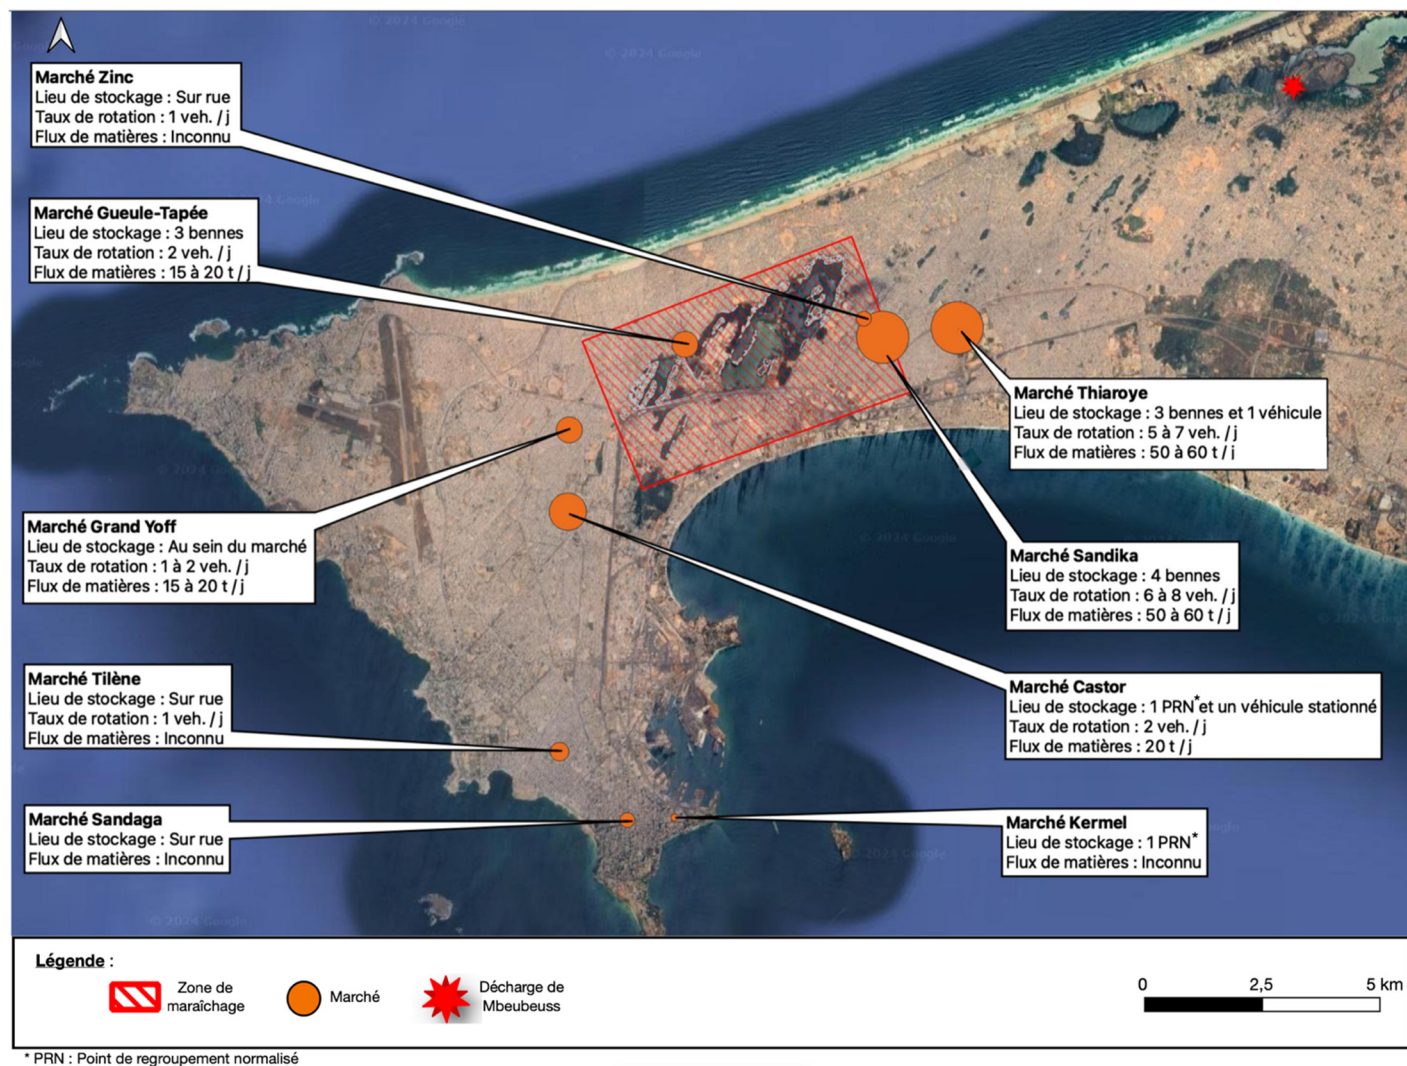 © 2024 Google
© 2024 Google
Marché Zinc
Lieu de stockage : Sur rue
Taux de rotation : 1 veh. / j
Flux de matières : Inconnu
Marché Gueule-Tapée
Lieu de stockage : 3 bennes
Taux de rotation : 2 veh. / j
Flux de matières : 15 à 20 t / j
Marché Thiaroye
Lieu de stockage : 3 bennes et 1 véhicule
Taux de rotation : 5 à 7 veh. / j
Flux de matières : 50 à 60 t / j
Marché Grand Yoff
Lieu de stockage : Au sein du marché
Taux de rotation : 1 à 2 veh. / j
Flux de matières : 15 à 20 t / j
Marché Sandika
Lieu de stockage : 4 bennes
Taux de rotation : 6 à 8 veh. / j
Flux de matières : 50 à 60 t / j
Marché Tilène
Lieu de stockage : Sur rue
Taux de rotation : 1 veh. / j
Flux de matières : Inconnu
Marché Castor
Lieu de stockage : 1 PRN* et un véhicule stationné
Taux de rotation : 2 veh. / j
Flux de matières : 20 t / j
Marché Sandaga
Lieu de stockage : Sur rue
Flux de matières : Inconnu
Marché Kermel
Lieu de stockage : 1 PRN*
Flux de matières : Inconnu
Légende :
Zone de
maraîchage
Marché
Décharge de
Mbeubeuss
0 2,5 5 km
* PRN : Point de regroupement normalisé